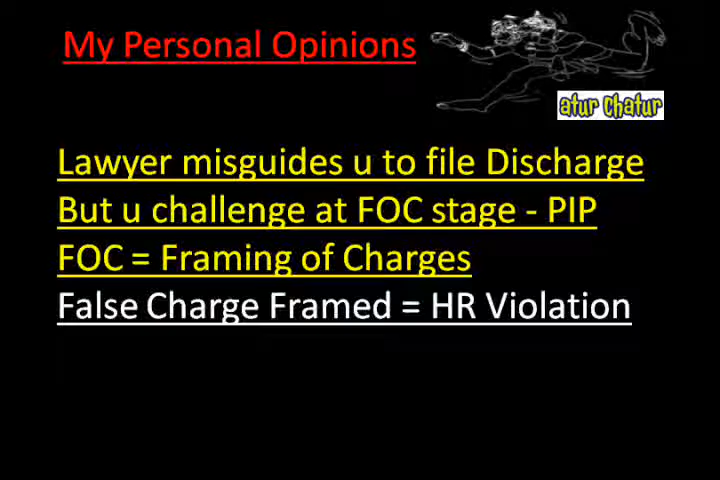 My Personal Opinions
atur chatur
Lawyer misguides u to file Discharge
But u challenge at FOC stage - PIP
FOC = Framing of Charges
False Charge Framed = HR Violation